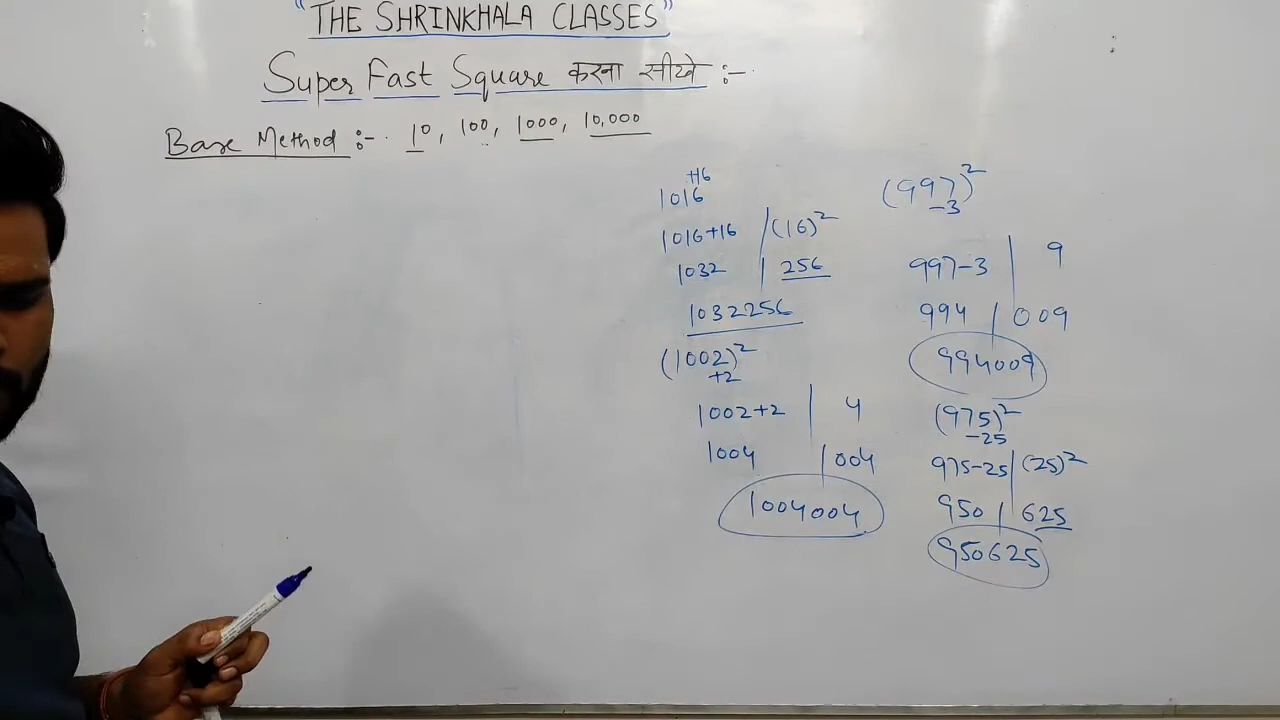 "THE SHRINKHALA CLASSES"
Super Fast Square करना सीखे :-
Base Method :- 10, 100, 1000, 10,000
+16
1016
1016+16 | (16)²
1032 | 256
1032256
(1002)²
+2
1002+2 | 4
1004 | 004
1004004
(997)²
-3
997-3 | 9
994 | 009
994009
(975)²
-25
975-25 | (25)²
950 | 625
950625